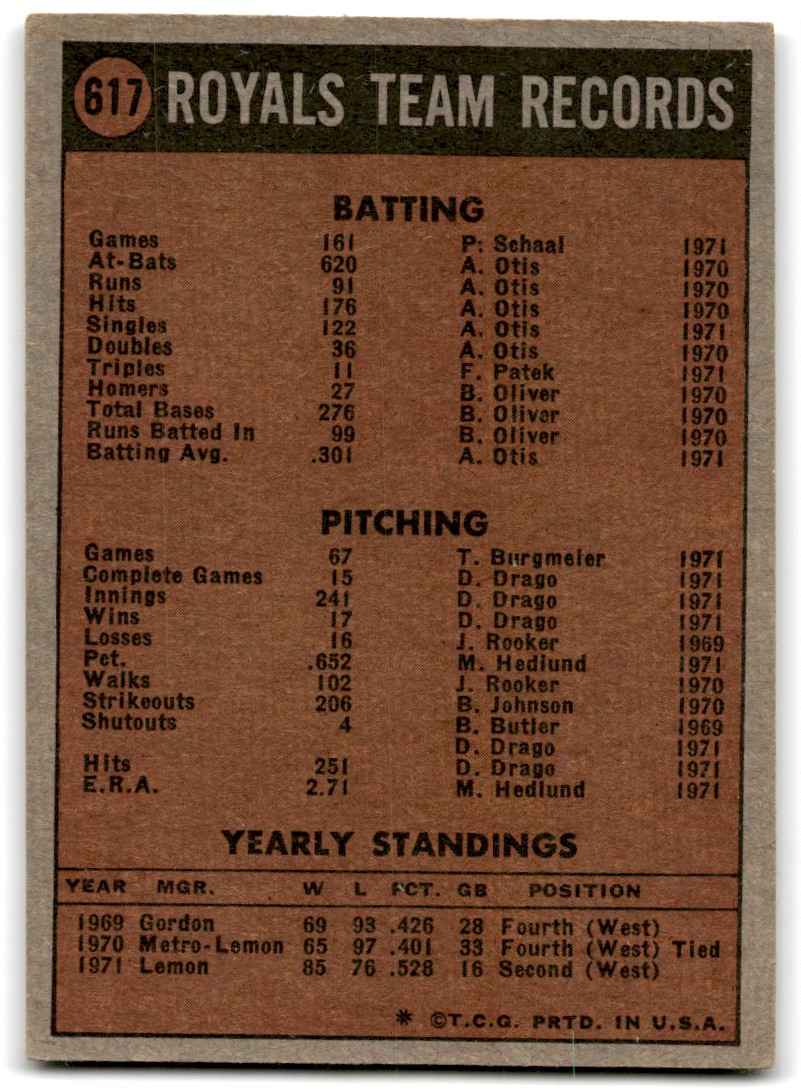 617 ROYALS TEAM RECORDS
BATTING
Games 161 P. Schaal 1971
At-Bats 620 A. Otis 1970
Runs 91 A. Otis 1970
Hits 176 A. Otis 1970
Singles 122 A. Otis 1971
Doubles 36 A. Otis 1970
Triples 11 F. Patek 1971
Homers 27 B. Oliver 1970
Total Bases 276 B. Oliver 1970
Runs Batted In 99 B. Oliver 1970
Batting Avg. .301 A. Otis 1971
PITCHING
Games 67 T. Burgmeier 1971
Complete Games 15 D. Drago 1971
Innings 241 D. Drago 1971
Wins 17 D. Drago 1971
Losses 16 J. Rooker 1969
Pct. .652 M. Hedlund 1971
Walks 102 J. Rooker 1970
Strikeouts 206 B. Johnson 1970
Shutouts 4 B. Butler 1969
D. Drago 1971
Hits 251 D. Drago 1971
E.R.A. 2.71 M. Hedlund 1971
YEARLY STANDINGS
YEAR MGR. W L PCT. GB POSITION
1969 Gordon 69 93 .426 28 Fourth (West)
1970 Metro-Lemon 65 97 .401 33 Fourth (West) Tied
1971 Lemon 85 76 .528 16 Second (West)
* ©T.C.G. PRTD. IN U.S.A.